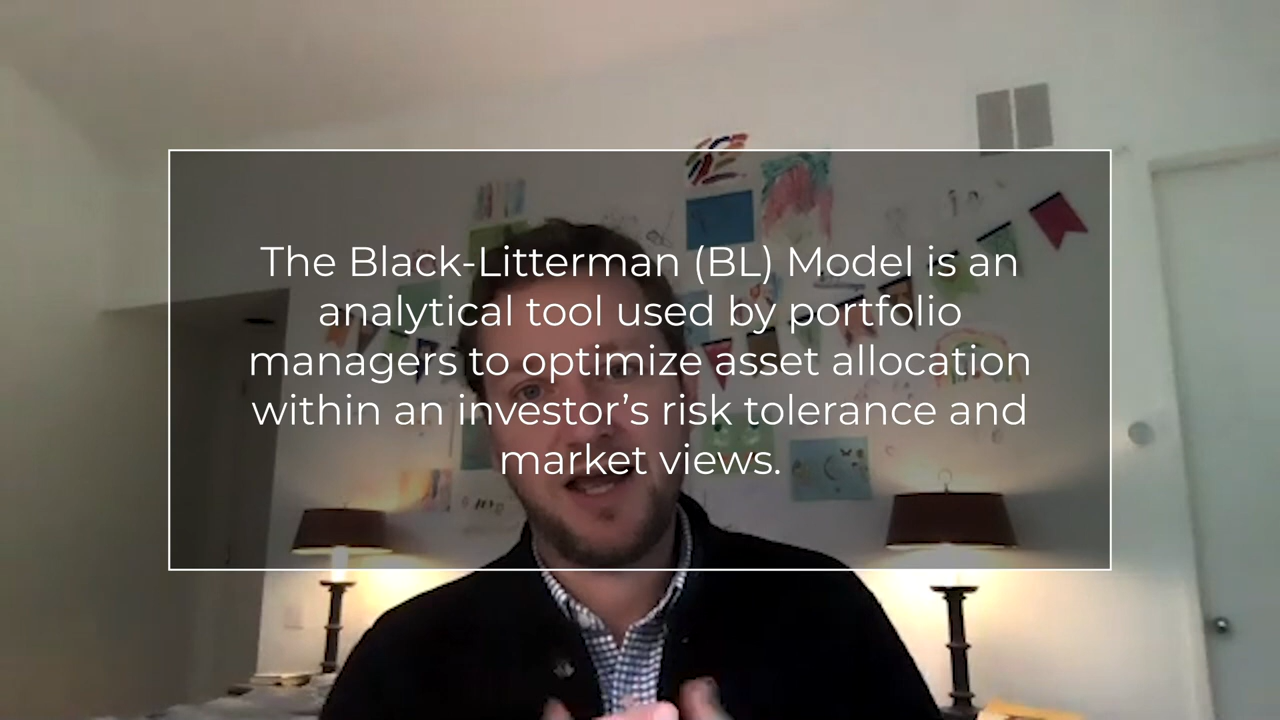 The Black-Litterman (BL) Model is an
analytical tool used by portfolio
managers to optimize asset allocation
within an investor’s risk tolerance and
market views.